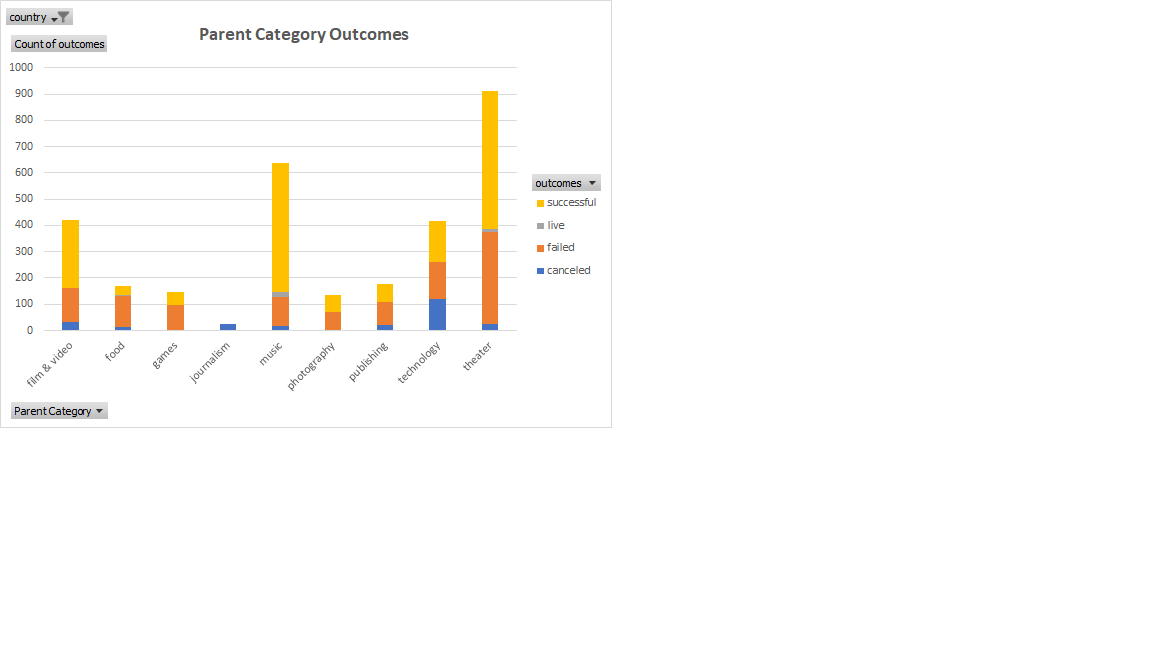 country
Parent Category Outcomes
Count of outcomes
1000
900
800
700
600
500
400
300
200
100
0
outcomes
successful
live
failed
canceled
film & video
food
games
journalism
music
photography
publishing
technology
theater
Parent Category